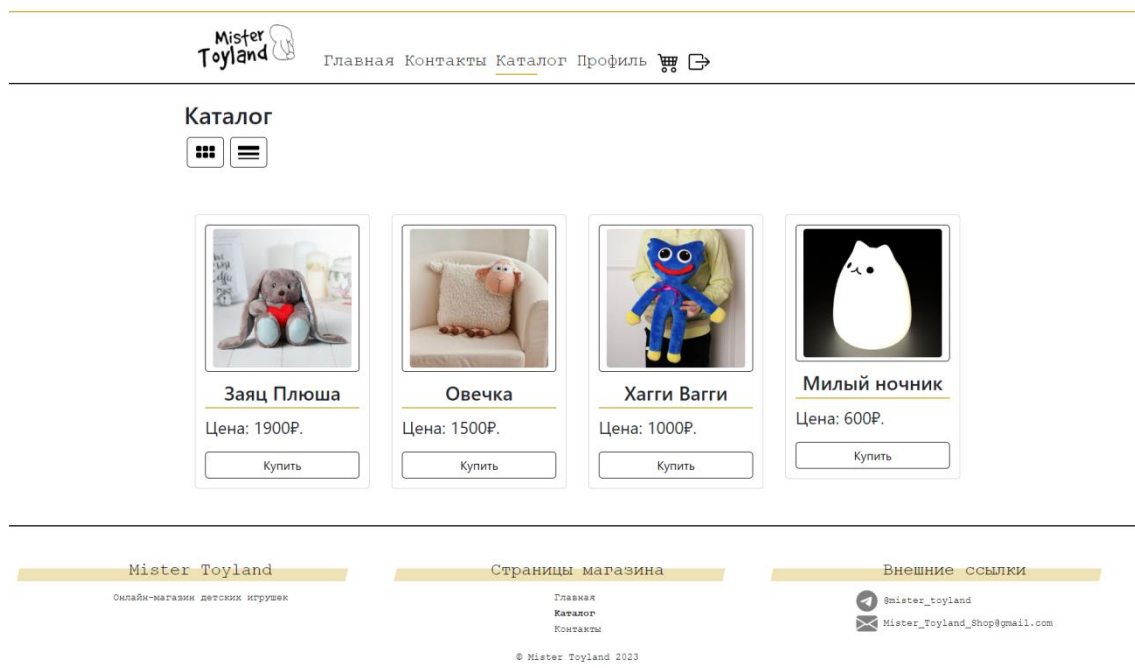 Mister
Toyland
Главная Контакты Каталог Профиль
Каталог
Заяц Плюша
Цена: 1900₽.
Купить
Овечка
Цена: 1500₽.
Купить
Хагги Вагги
Цена: 1000₽.
Купить
Милый ночник
Цена: 600₽.
Купить
Mister Toyland
Онлайн-магазин детских игрушек
Страницы магазина
Главная
Каталог
Контакты
Внешние ссылки
@mister_toyland
Mister_Toyland_Shop@gmail.com
© Mister Toyland 2023